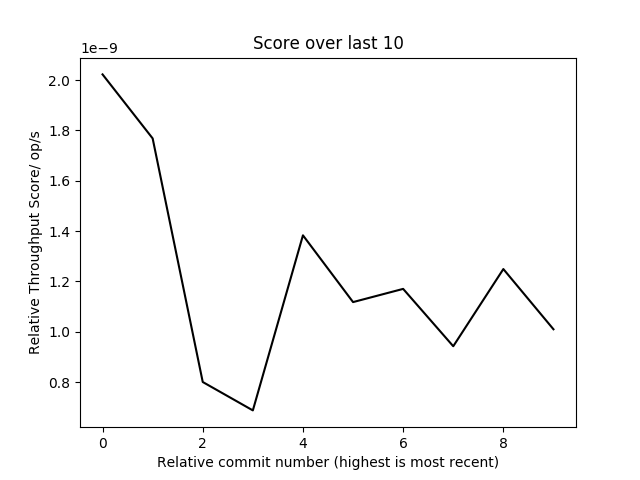 Score over last 10
1e−9
2.0
1.8
1.6
1.4
1.2
1.0
0.8
Relative Throughput Score/ op/s
0 2 4 6 8
Relative commit number (highest is most recent)